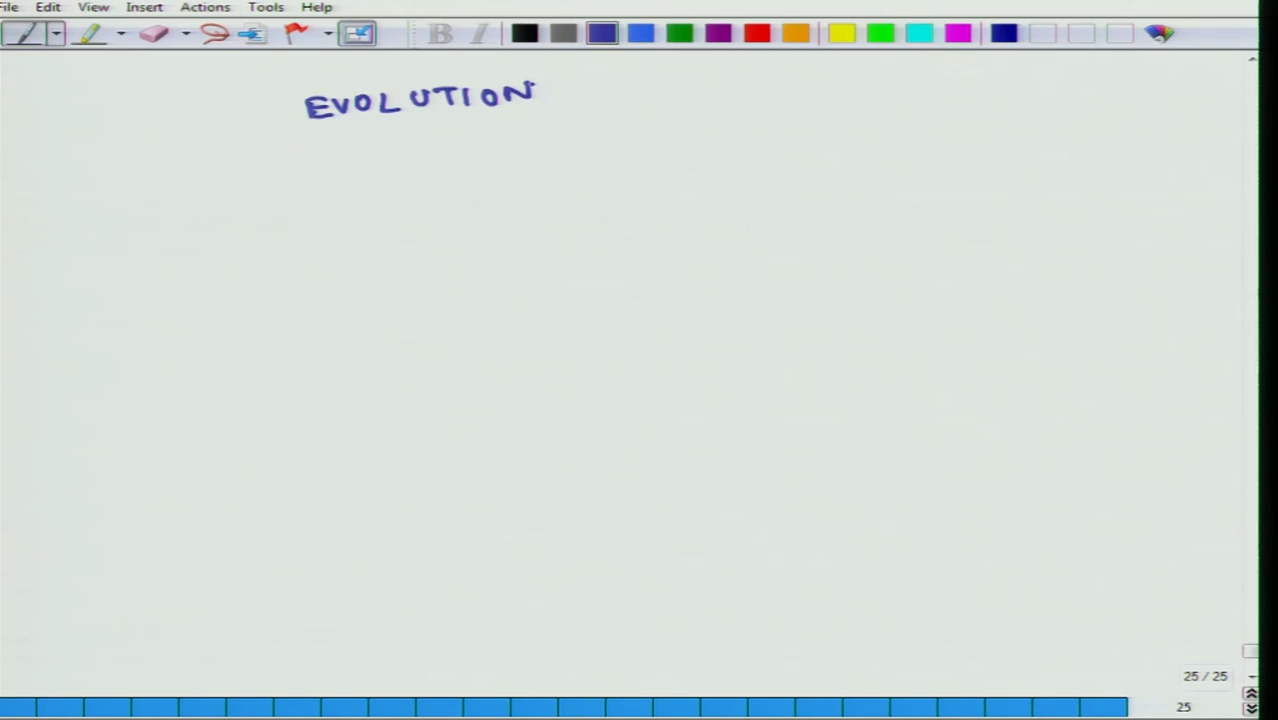 File Edit View Insert Actions Tools Help
B I
EVOLUTION
25 / 25
25